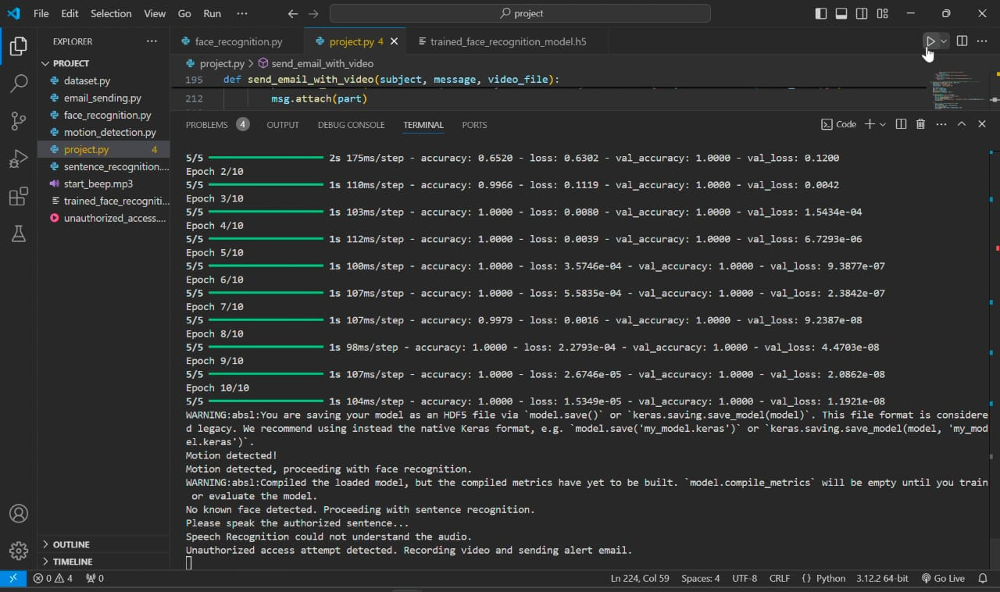 File Edit Selection View Go Run ··· project
EXPLORER ···
PROJECT
dataset.py
email_sending.py
face_recognition.py
motion_detection.py
project.py 4
sentence_recognition....
start_beep.mp3
trained_face_recogniti...
unauthorized_access....
OUTLINE
TIMELINE
face_recognition.py project.py 4 trained_face_recognition_model.h5
project.py > send_email_with_video
195 def send_email_with_video(subject, message, video_file):
212 msg.attach(part)
PROBLEMS 4 OUTPUT DEBUG CONSOLE TERMINAL PORTS Code
5/5 2s 175ms/step - accuracy: 0.6520 - loss: 0.6302 - val_accuracy: 1.0000 - val_loss: 0.1200
Epoch 2/10
5/5 1s 110ms/step - accuracy: 0.9966 - loss: 0.1119 - val_accuracy: 1.0000 - val_loss: 0.0042
Epoch 3/10
5/5 1s 103ms/step - accuracy: 1.0000 - loss: 0.0080 - val_accuracy: 1.0000 - val_loss: 1.5434e-04
Epoch 4/10
5/5 1s 112ms/step - accuracy: 1.0000 - loss: 0.0039 - val_accuracy: 1.0000 - val_loss: 6.7293e-06
Epoch 5/10
5/5 1s 100ms/step - accuracy: 1.0000 - loss: 3.5746e-04 - val_accuracy: 1.0000 - val_loss: 9.3877e-07
Epoch 6/10
5/5 1s 107ms/step - accuracy: 1.0000 - loss: 5.5835e-04 - val_accuracy: 1.0000 - val_loss: 2.3842e-07
Epoch 7/10
5/5 1s 107ms/step - accuracy: 0.9979 - loss: 0.0016 - val_accuracy: 1.0000 - val_loss: 9.2387e-08
Epoch 8/10
5/5 1s 98ms/step - accuracy: 1.0000 - loss: 2.2793e-04 - val_accuracy: 1.0000 - val_loss: 4.4703e-08
Epoch 9/10
5/5 1s 107ms/step - accuracy: 1.0000 - loss: 2.6746e-05 - val_accuracy: 1.0000 - val_loss: 2.0862e-08
Epoch 10/10
5/5 1s 104ms/step - accuracy: 1.0000 - loss: 1.5349e-05 - val_accuracy: 1.0000 - val_loss: 1.1921e-08
WARNING:absl:You are saving your model as an HDF5 file via `model.save()` or `keras.saving.save_model(model)`. This file format is considere
d legacy. We recommend using instead the native Keras format, e.g. `model.save('my_model.keras')` or `keras.saving.save_model(model, 'my_mod
el.keras')`.
Motion detected!
Motion detected, proceeding with face recognition.
WARNING:absl:Compiled the loaded model, but the compiled metrics have yet to be built. `model.compile_metrics` will be empty until you train
or evaluate the model.
No known face detected. Proceeding with sentence recognition.
Please speak the authorized sentence...
Speech Recognition could not understand the audio.
Unauthorized access attempt detected. Recording video and sending alert email.
0 4 0 Ln 224, Col 59 Spaces: 4 UTF-8 CRLF {} Python 3.12.2 64-bit Go Live